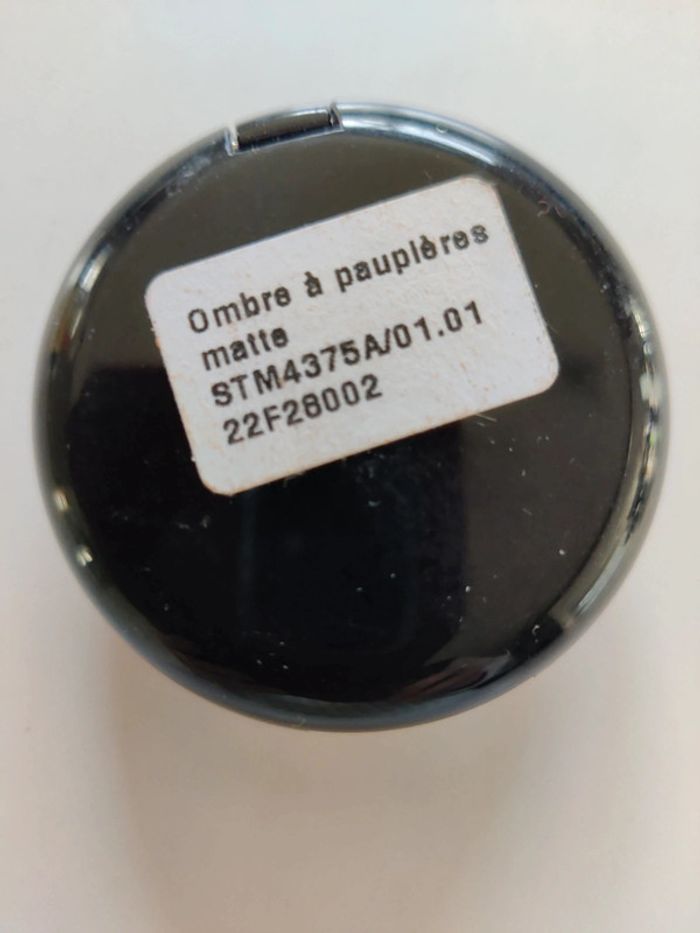 Ombre à paupières
matte
STM4375A/01.01
22F28002